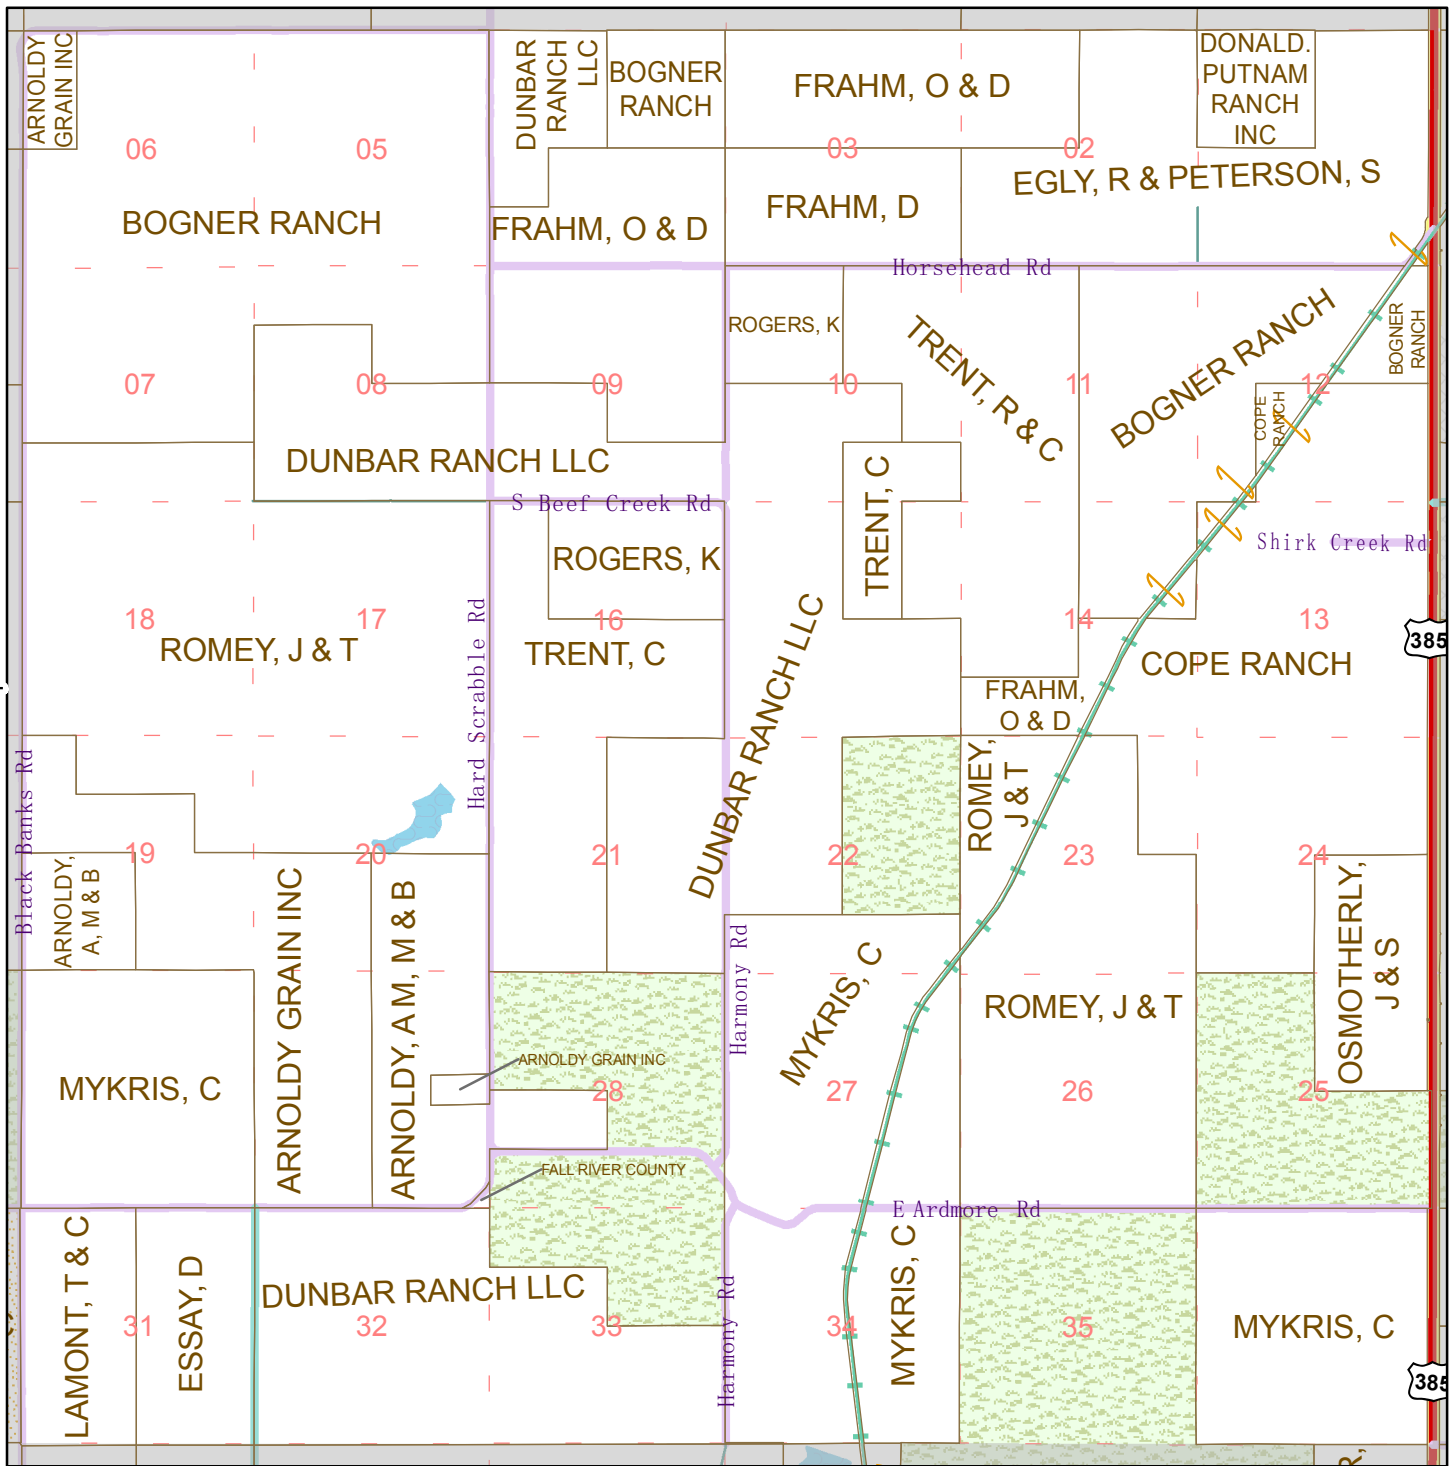 ARNOLDY
GRAIN INC
DUNBAR
RANCH
LLC
BOGNER
RANCH
FRAHM, O & D
DONALD.
PUTNAM
RANCH
INC
06
05
03
02
EGLY, R & PETERSON, S
BOGNER RANCH
FRAHM, O & D
FRAHM, D
Horsehead Rd
ROGERS, K
TRENT, R & C
BOGNER RANCH
BOGNER
RANCH
07
08
09
10
11
12
COPE
RANCH
DUNBAR RANCH LLC
TRENT, C
S Beef Creek Rd
ROGERS, K
Shirk Creek Rd
18
17
16
14
13
385
ROMEY, J & T
Hard Scrabble Rd
TRENT, C
DUNBAR RANCH LLC
COPE RANCH
FRAHM,
O & D
ROMEY,
J & T
Black Banks Rd
19
20
21
22
23
24
ARNOLDY,
A, M & B
ARNOLDY GRAIN INC
ARNOLDY, A M, M & B
Harmony Rd
MYKRIS, C
ROMEY, J & T
OSMOTHERLY,
J & S
MYKRIS, C
ARNOLDY GRAIN INC
28
27
26
25
FALL RIVER COUNTY
E Ardmore Rd
LAMONT, T & C
ESSAY, D
DUNBAR RANCH LLC
Harmony Rd
MYKRIS, C
MYKRIS, C
31
32
33
34
35
385
R,